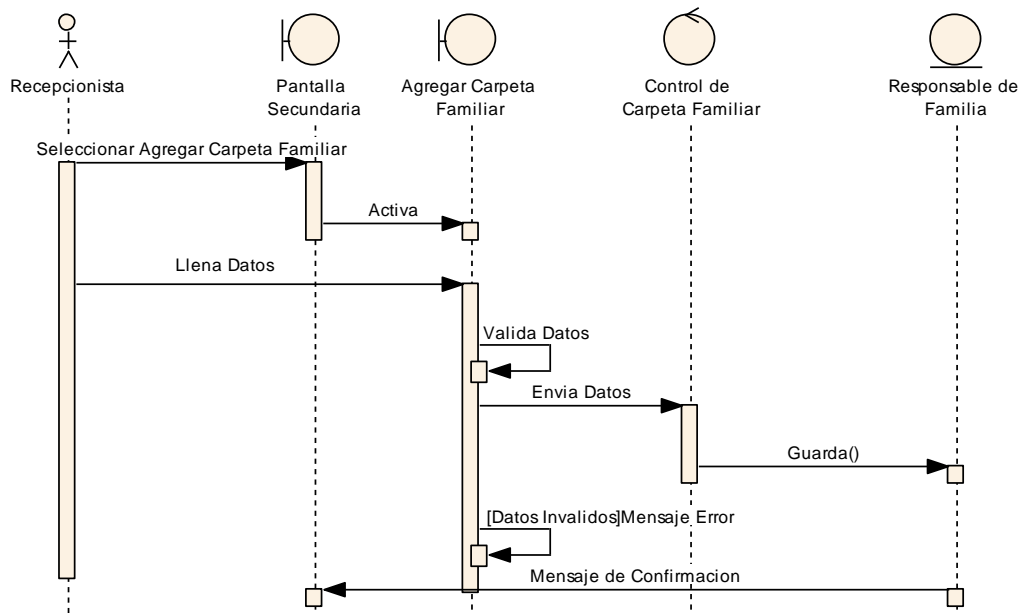 Recepcionista
Pantalla
Secundaria
Agregar Carpeta
Familiar
Control de
Carpeta Familiar
Responsable de
Familia
Seleccionar Agregar Carpeta Familiar
Activa
Llena Datos
Valida Datos
Envia Datos
Guarda()
[Datos Invalidos]Mensaje Error
Mensaje de Confirmacion